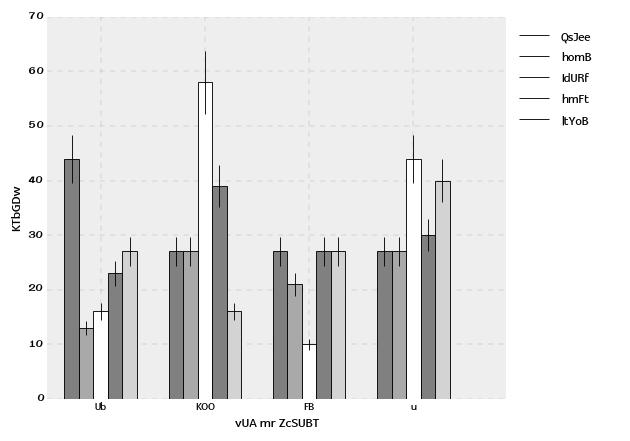 70
60
50
40
30
20
10
0
KTbGDw
Ub
KOO
FB
u
vUA mr ZcSUBT
QsJee
homB
IdURf
hmFt
ltYoB